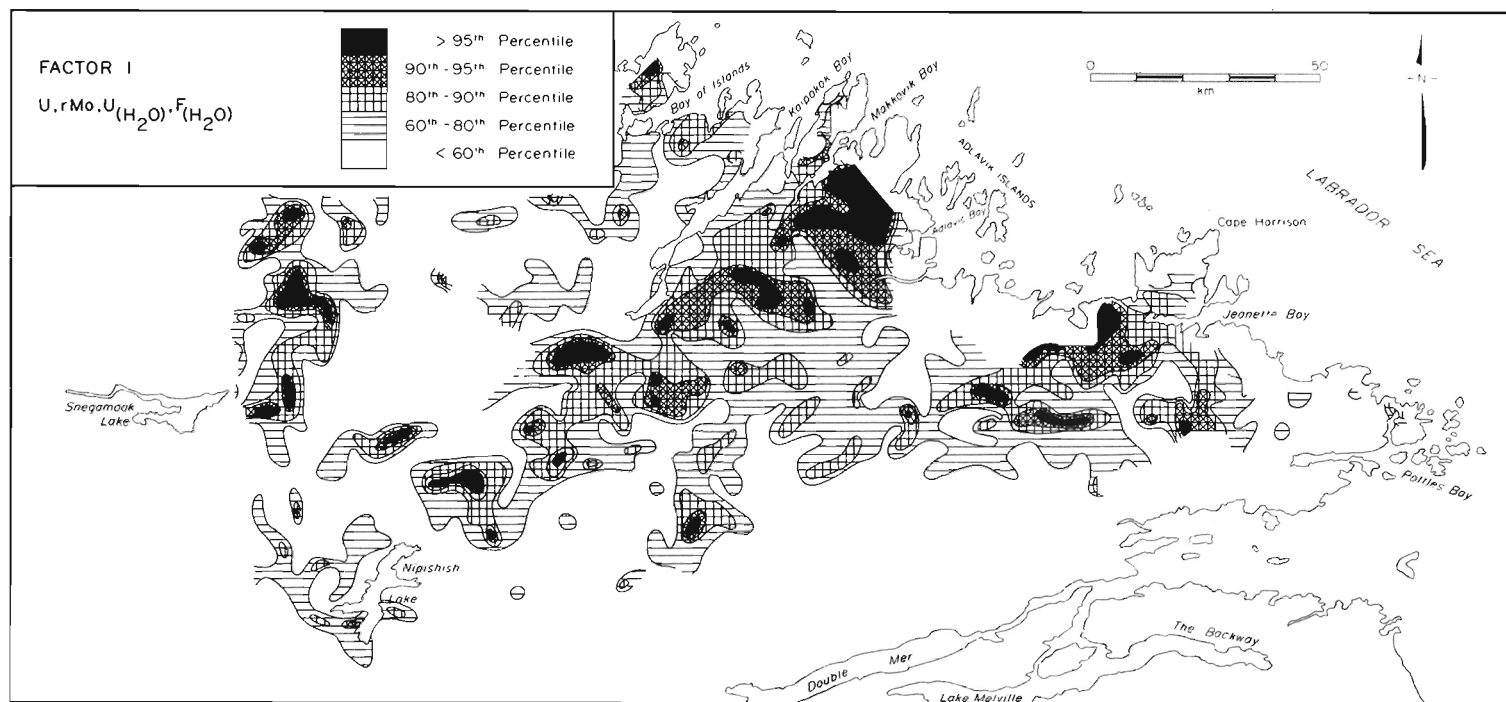 FACTOR 1
U, rMo, U(H2O), F(H2O)
> 95th Percentile
90th - 95th Percentile
80th - 90th Percentile
60th - 80th Percentile
< 60th Percentile
0 50
km
-N-
Bay of Islands
Kaipokok Bay
Makkovik Bay
ADLAVIK ISLANDS
Adlavik Bay
LABRADOR
SEA
Cape Harrison
Jeanette Bay
Snegamook
Lake
Pottles Bay
Nipishish
Lake
The Backway
Double Mer
Lake Melville